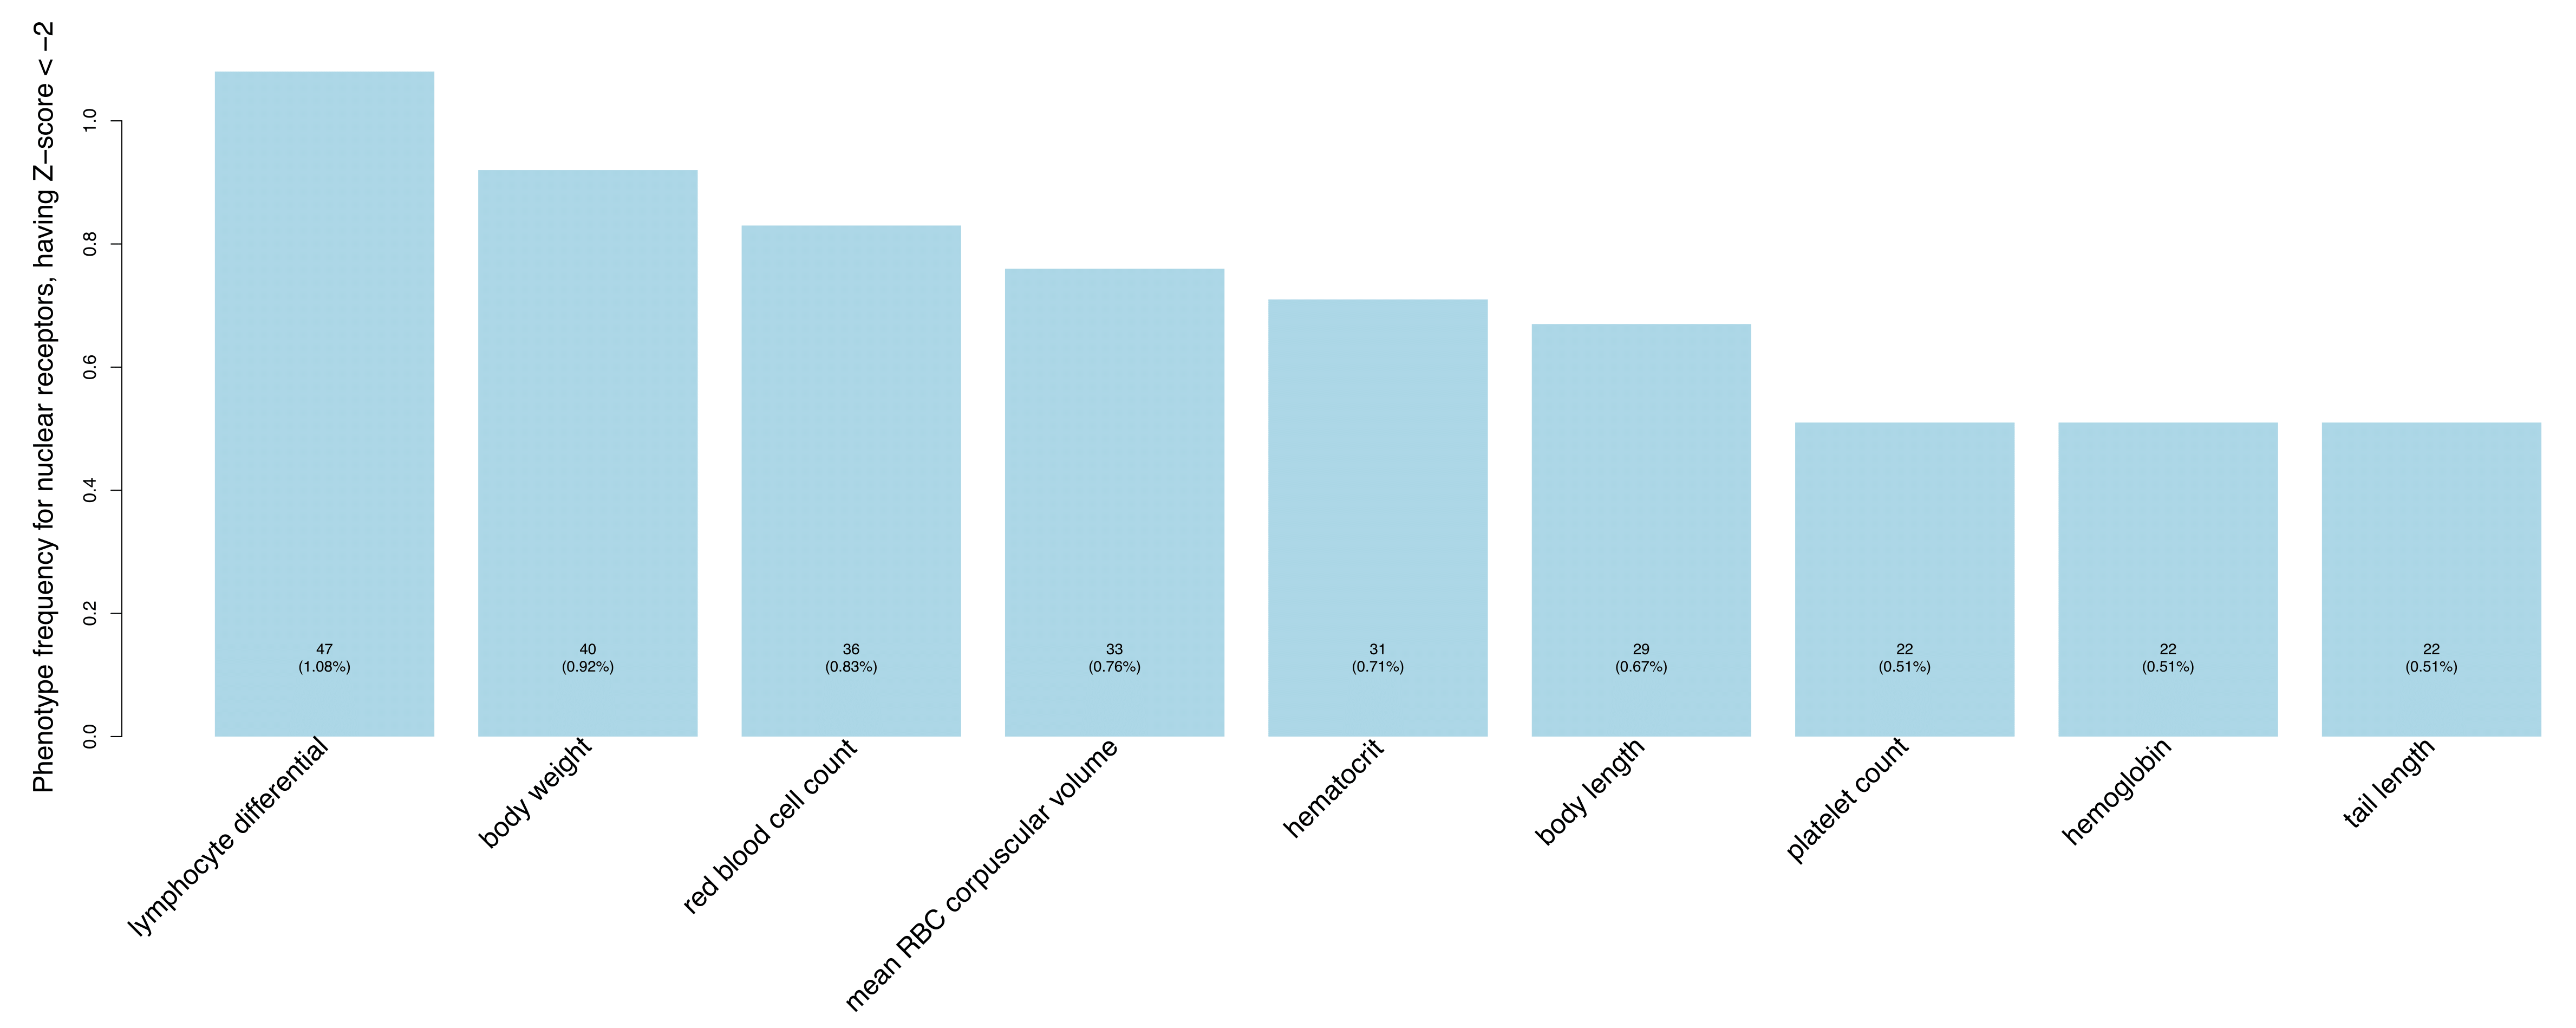 Phenotype frequency for nuclear receptors, having Z−score < −2
1.0
0.8
0.6
0.4
0.2
0.0
47
(1.08%)
40
(0.92%)
36
(0.83%)
33
(0.76%)
31
(0.71%)
29
(0.67%)
22
(0.51%)
22
(0.51%)
22
(0.51%)
lymphocyte differential
body weight
red blood cell count
mean RBC corpuscular volume
hematocrit
body length
platelet count
hemoglobin
tail length